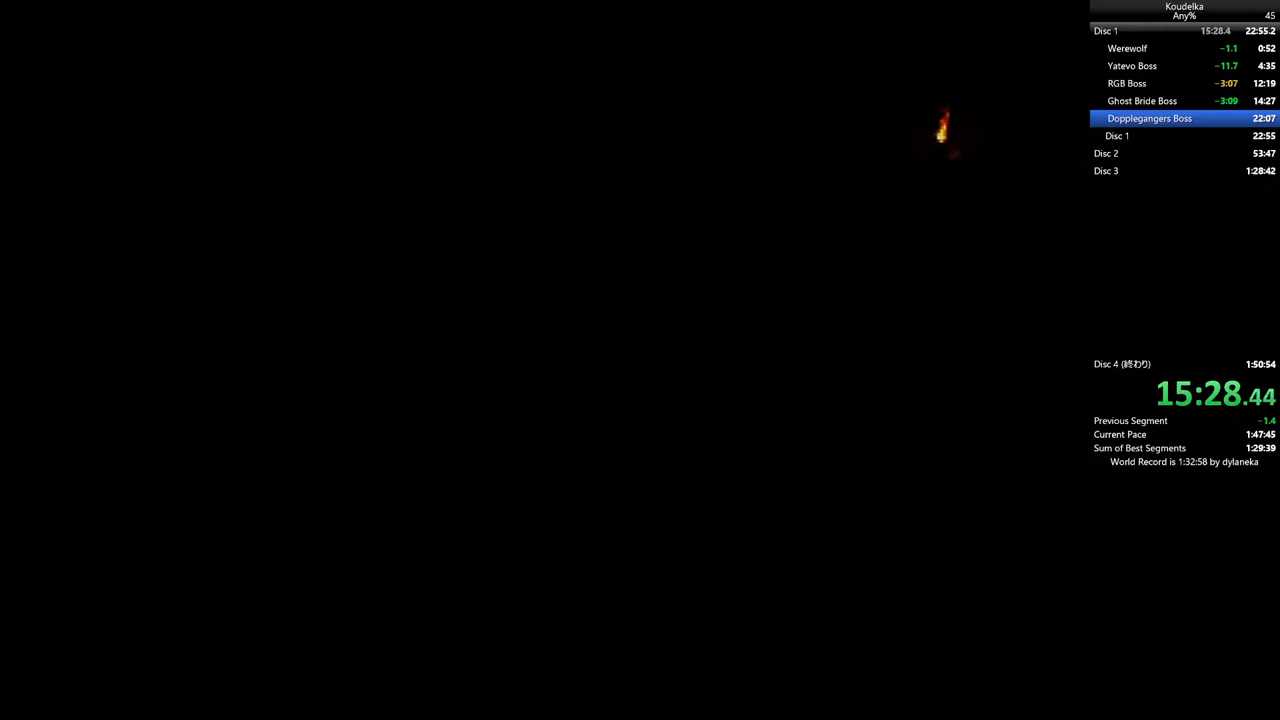 Koudelka
Any% 45
Disc 1 15:28.4 22:55.2
Werewolf −1.1 0:52
Yatevo Boss −11.7 4:35
RGB Boss −3:07 12:19
Ghost Bride Boss −3:09 14:27
Dopplegangers Boss 22:07
Disc 1 22:55
Disc 2 53:47
Disc 3 1:28:42
Disc 4 (終わり) 1:50:54
15:28.44
Previous Segment −1.4
Current Pace 1:47:45
Sum of Best Segments 1:29:39
World Record is 1:32:58 by dylaneka